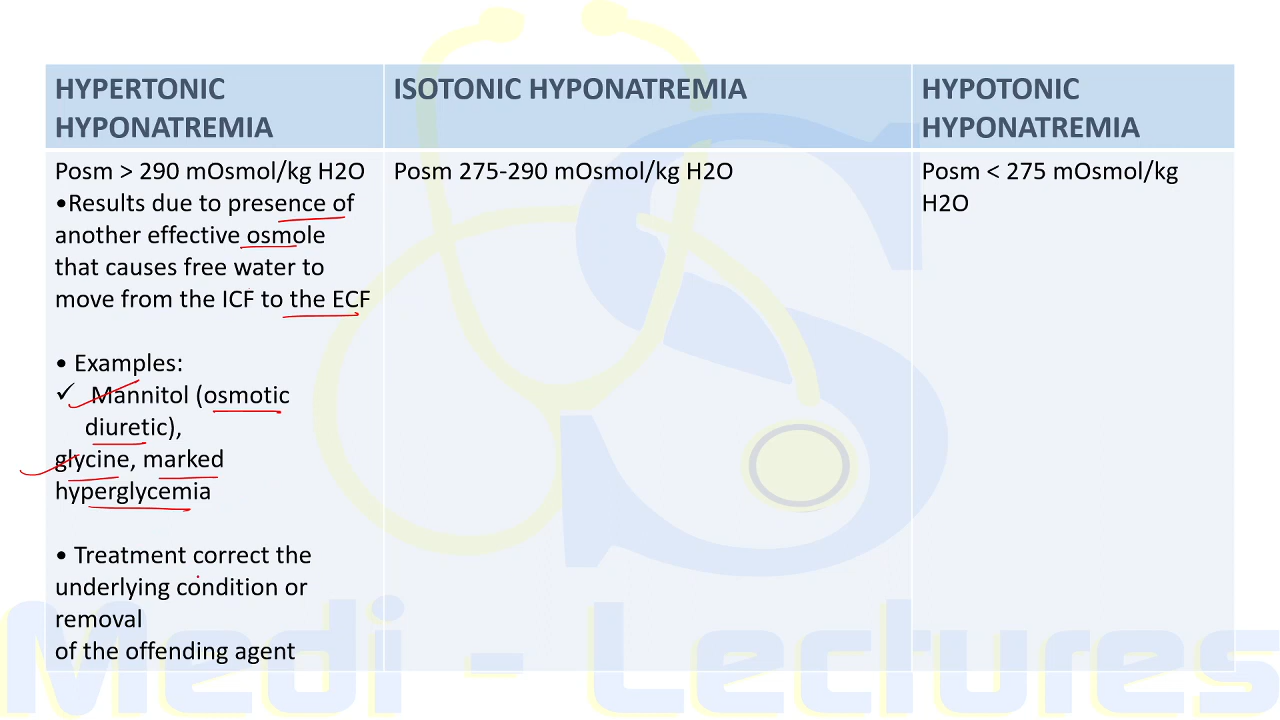 HYPERTONIC
HYPONATREMIA
ISOTONIC HYPONATREMIA
HYPOTONIC
HYPONATREMIA
Posm > 290 mOsmol/kg H2O
•Results due to presence of
another effective osmole
that causes free water to
move from the ICF to the ECF
• Examples:
✓ Mannitol (osmotic
diuretic),
glycine, marked
hyperglycemia
• Treatment correct the
underlying condition or
removal
of the offending agent
Posm 275-290 mOsmol/kg H2O
Posm < 275 mOsmol/kg
H2O
S
Medi - Lectures